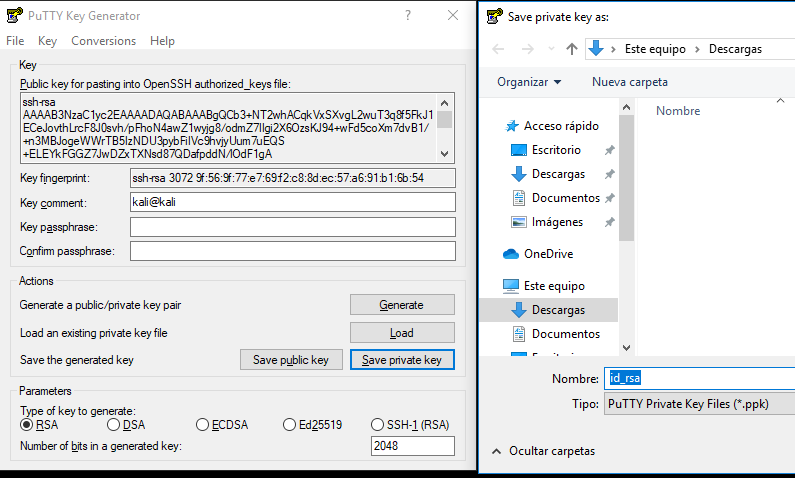 PuTTY Key Generator
File Key Conversions Help
Key
Public key for pasting into OpenSSH authorized_keys file:
ssh-rsa
AAAAB3NzaC1yc2EAAAADAQABAAABgQCb3+NT2whACqkVxSXvgL2wuT3q8f5FkJ1
ECeJovthLrcF8J0svh/pFhoN4awZ1wyjg8/odmZ7lIgi2X6OzsKJ94+wFd5coXm7dvB1/
+n3MBJogeWWrTB5IzNDU3pybFiIVc9hvjyUum7uEQS
+ELEYkFGGZ7JwDZxTXNsd87QDafpddN/lOdF1gA
Key fingerprint: ssh-rsa 3072 9f:56:9f:77:e7:69:f2:c8:8d:ec:57:a6:91:b1:6b:54
Key comment: kali@kali
Key passphrase:
Confirm passphrase:
Actions
Generate a public/private key pair Generate
Load an existing private key file Load
Save the generated key Save public key Save private key
Parameters
Type of key to generate:
RSA DSA ECDSA Ed25519 SSH-1 (RSA)
Number of bits in a generated key: 2048
Save private key as:
Este equipo > Descargas
Organizar Nueva carpeta
Nombre
Acceso rápido
Escritorio
Descargas
Documentos
Imágenes
OneDrive
Este equipo
Descargas
Documentos
Nombre: id_rsa
Tipo: PuTTY Private Key Files (*.ppk)
Ocultar carpetas